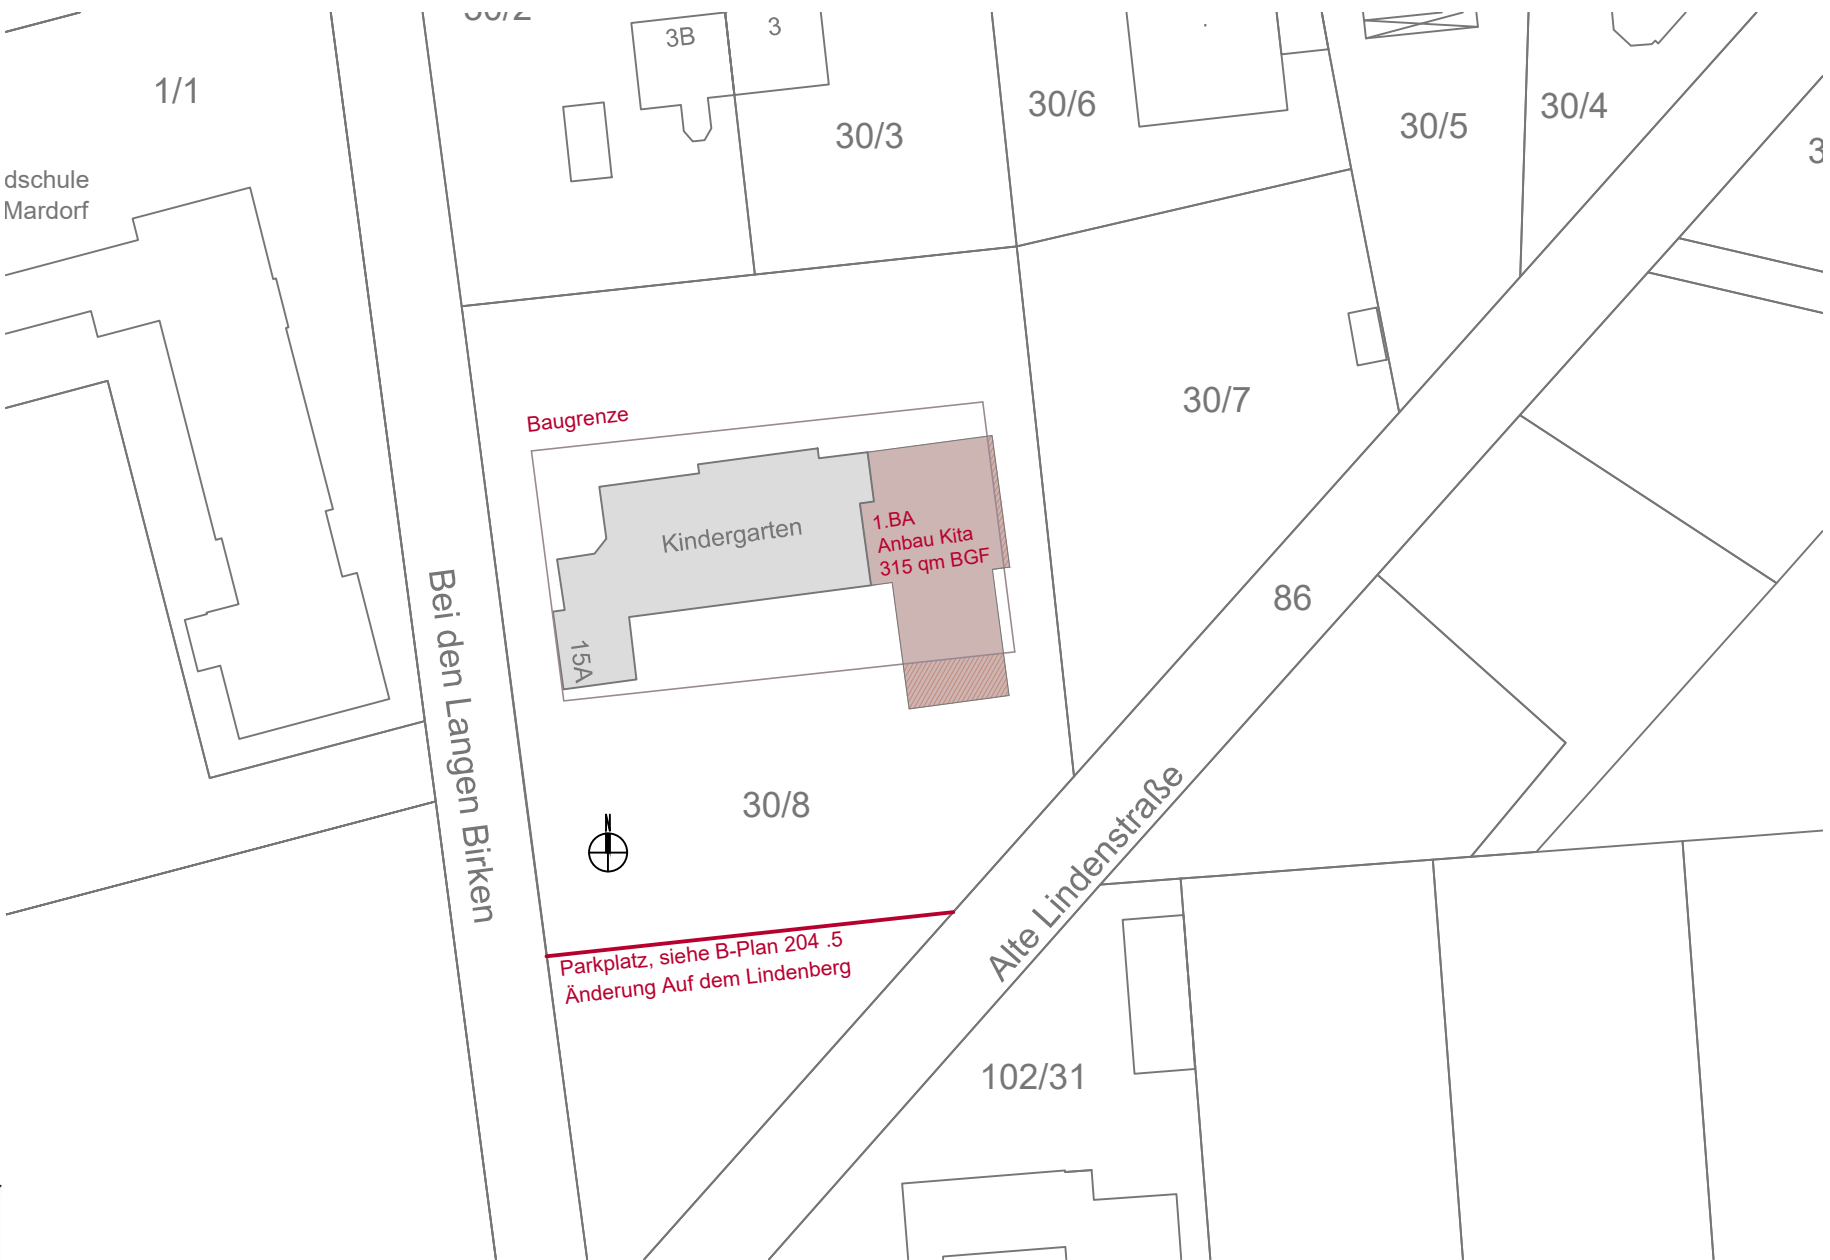 3B
3
1/1
30/6
30/4
30/5
30/3
dschule
Mardorf
30/7
Baugrenze
Kindergarten
1.BA
Anbau Kita
315 qm BGF
15A
86
Bei den Langen Birken
30/8
N
Alte Lindenstraße
Parkplatz, siehe B-Plan 204 .5
Änderung Auf dem Lindenberg
102/31